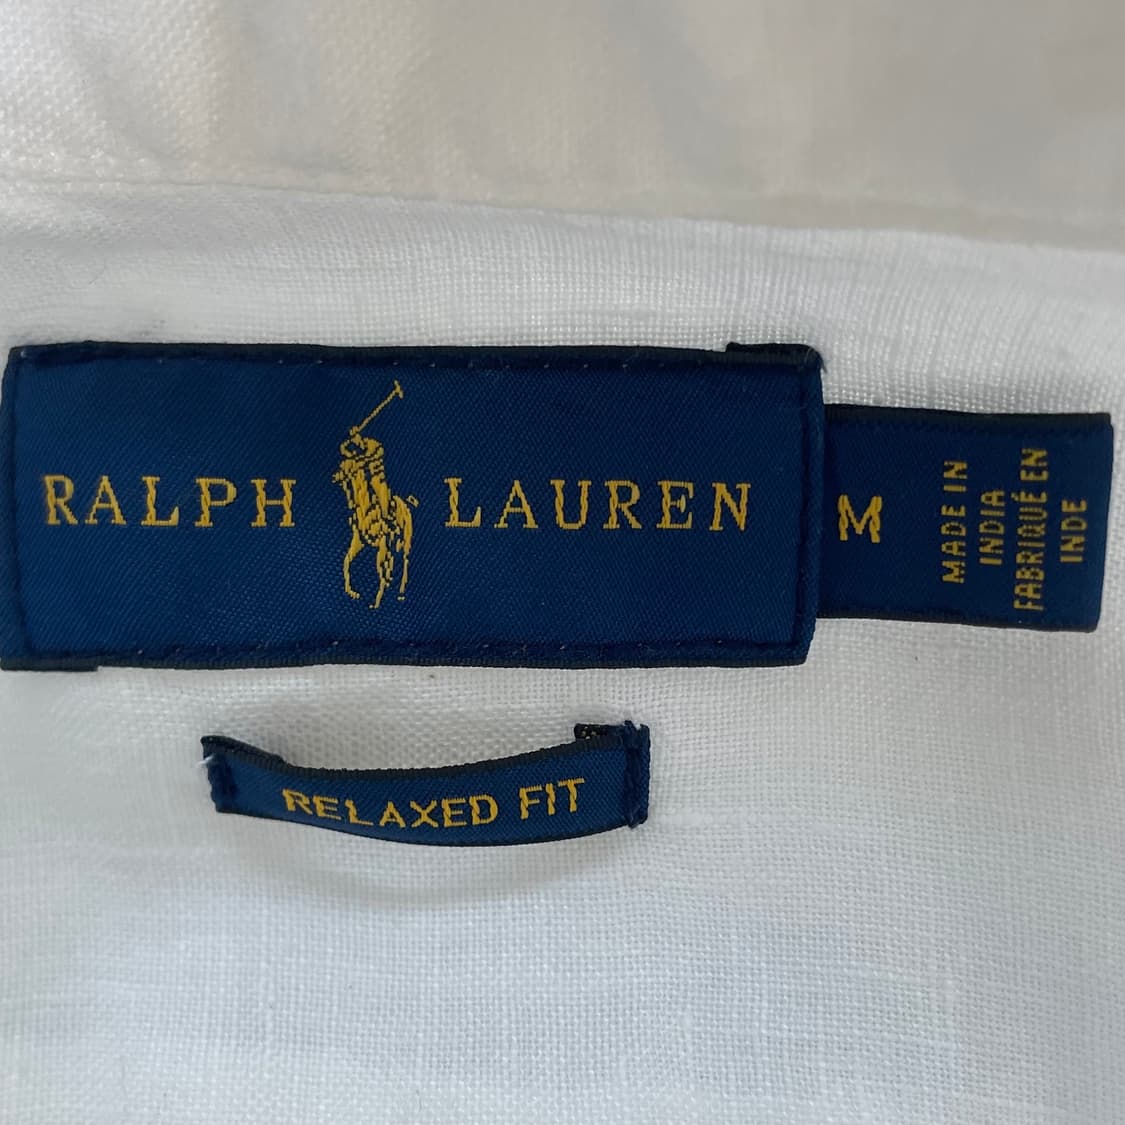 RALPH LAUREN
M
MADE IN
INDIA
FABRIQUÉ EN
INDE
RELAXED FIT